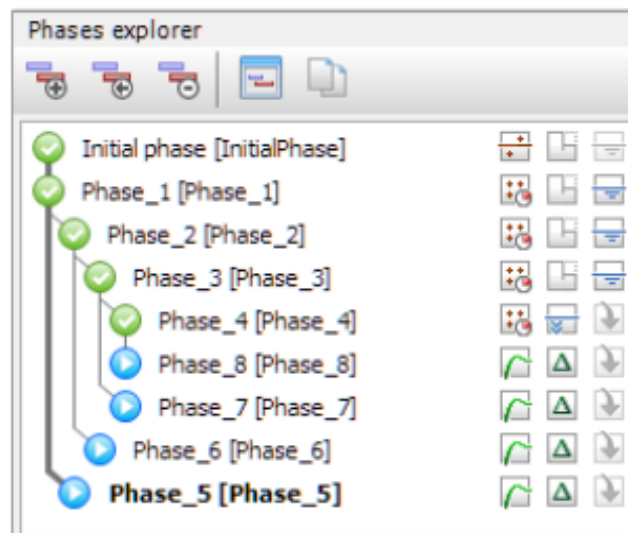 Phases explorer
Initial phase [InitialPhase]
Phase_1 [Phase_1]
Phase_2 [Phase_2]
Phase_3 [Phase_3]
Phase_4 [Phase_4]
Phase_8 [Phase_8]
Phase_7 [Phase_7]
Phase_6 [Phase_6]
Phase_5 [Phase_5]